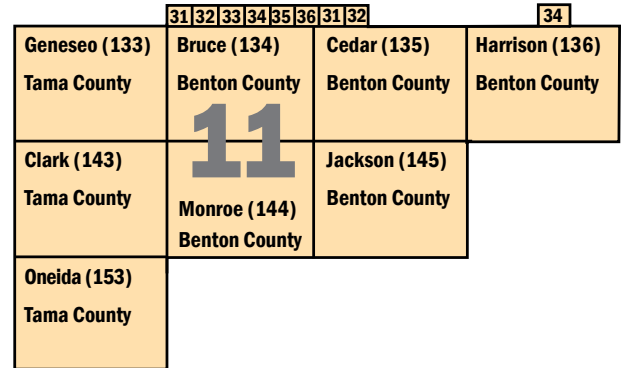 31 32 33 34 35 36 31 32
34
Geneseo (133)
Tama County
Bruce (134)
Benton County
Cedar (135)
Benton County
Harrison (136)
Benton County
11
Clark (143)
Tama County
Monroe (144)
Benton County
Jackson (145)
Benton County
Oneida (153)
Tama County